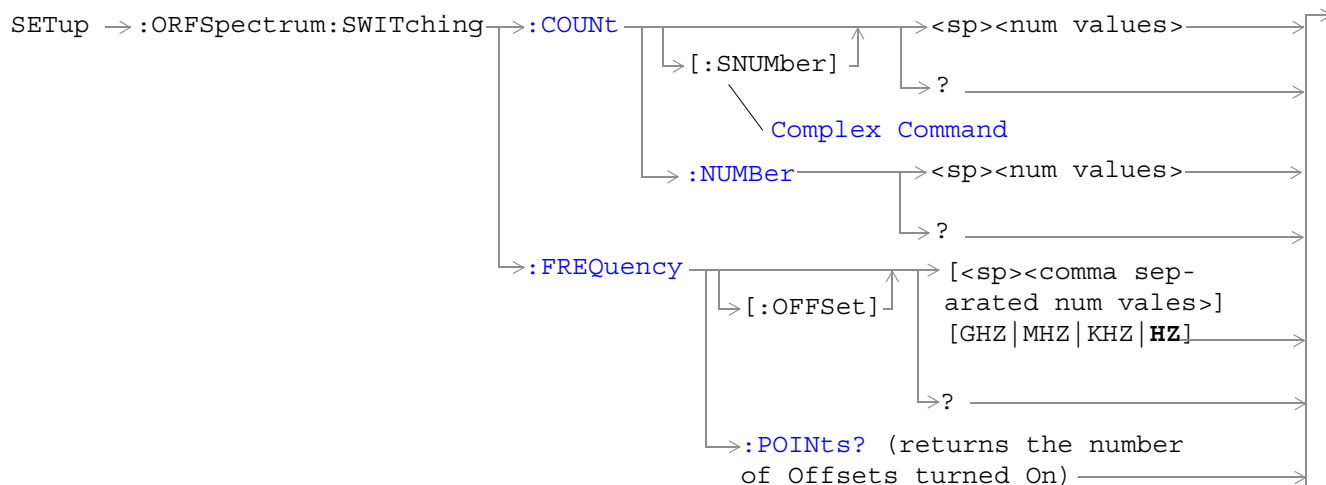 SETup :ORFSpectrum:SWITching :COUNt <sp><num values>
[:SNUMber]
?
Complex Command
:NUMBer <sp><num values>
?
:FREQuency [<sp><comma sep-
arated num vales>]
[:OFFSet]
[GHZ|MHZ|KHZ|HZ]
?
:POINts? (returns the number
of Offsets turned On)